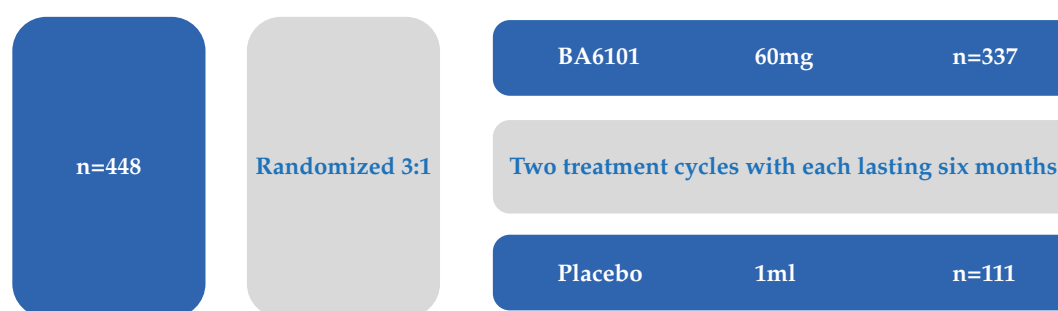 n=448
Randomized 3:1
BA6101 60mg n=337
Two treatment cycles with each lasting six months
Placebo 1ml n=111